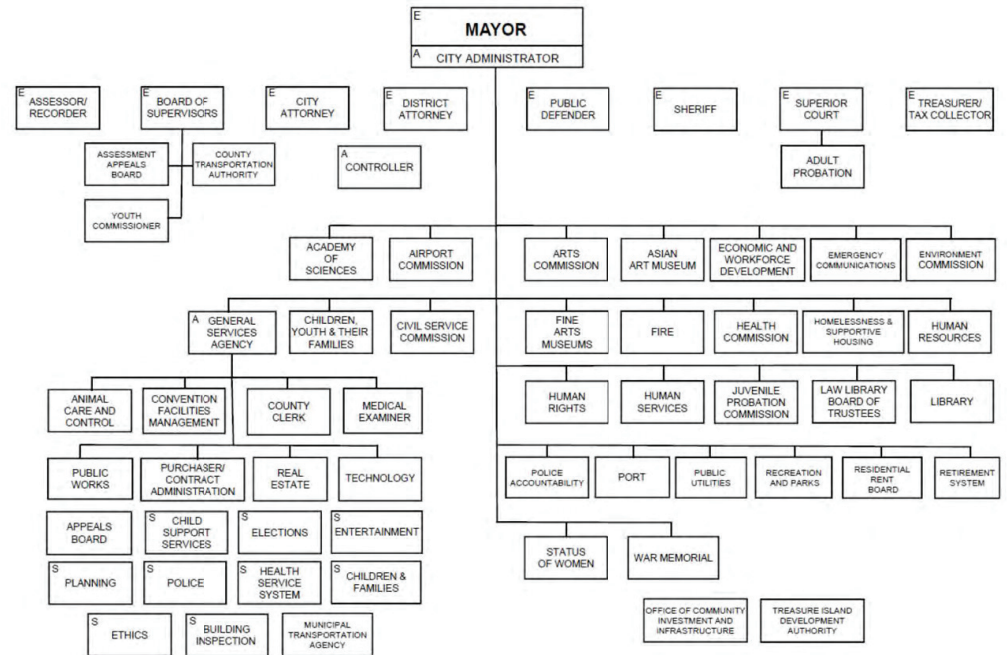 E
MAYOR
A
CITY ADMINISTRATOR
E
ASSESSOR/
RECORDER
E
BOARD OF
SUPERVISORS
E
CITY
ATTORNEY
E
DISTRICT
ATTORNEY
E
PUBLIC
DEFENDER
E
SHERIFF
E
SUPERIOR
COURT
E
TREASURER/
TAX COLLECTOR
ASSESSMENT
APPEALS
BOARD
COUNTY
TRANSPORTATION
AUTHORITY
A
CONTROLLER
ADULT
PROBATION
YOUTH
COMMISSIONER
ACADEMY
OF
SCIENCES
AIRPORT
COMMISSION
ARTS
COMMISSION
ASIAN
ART MUSEUM
ECONOMIC AND
WORKFORCE
DEVELOPMENT
EMERGENCY
COMMUNICATIONS
ENVIRONMENT
COMMISSION
A
GENERAL
SERVICES
AGENCY
CHILDREN,
YOUTH & THEIR
FAMILIES
CIVIL SERVICE
COMMISSION
FINE
ARTS
MUSEUMS
FIRE
HEALTH
COMMISSION
HOMELESSNESS &
SUPPORTIVE
HOUSING
HUMAN
RESOURCES
ANIMAL
CARE AND
CONTROL
CONVENTION
FACILITIES
MANAGEMENT
COUNTY
CLERK
MEDICAL
EXAMINER
HUMAN
RIGHTS
HUMAN
SERVICES
JUVENILE
PROBATION
COMMISSION
LAW LIBRARY
BOARD OF
TRUSTEES
LIBRARY
PUBLIC
WORKS
PURCHASER/
CONTRACT
ADMINISTRATION
REAL
ESTATE
TECHNOLOGY
POLICE
ACCOUNTABILITY
PORT
PUBLIC
UTILITIES
RECREATION
AND PARKS
RESIDENTIAL
RENT
BOARD
RETIREMENT
SYSTEM
APPEALS
BOARD
S
CHILD
SUPPORT
SERVICES
S
ELECTIONS
S
ENTERTAINMENT
STATUS
OF WOMEN
WAR MEMORIAL
S
PLANNING
S
POLICE
S
HEALTH
SERVICE
SYSTEM
S
CHILDREN &
FAMILIES
S
ETHICS
S
BUILDING
INSPECTION
MUNICIPAL
TRANSPORTATION
AGENCY
OFFICE OF COMMUNITY
INVESTMENT AND
INFRASTRUCTURE
TREASURE ISLAND
DEVELOPMENT
AUTHORITY